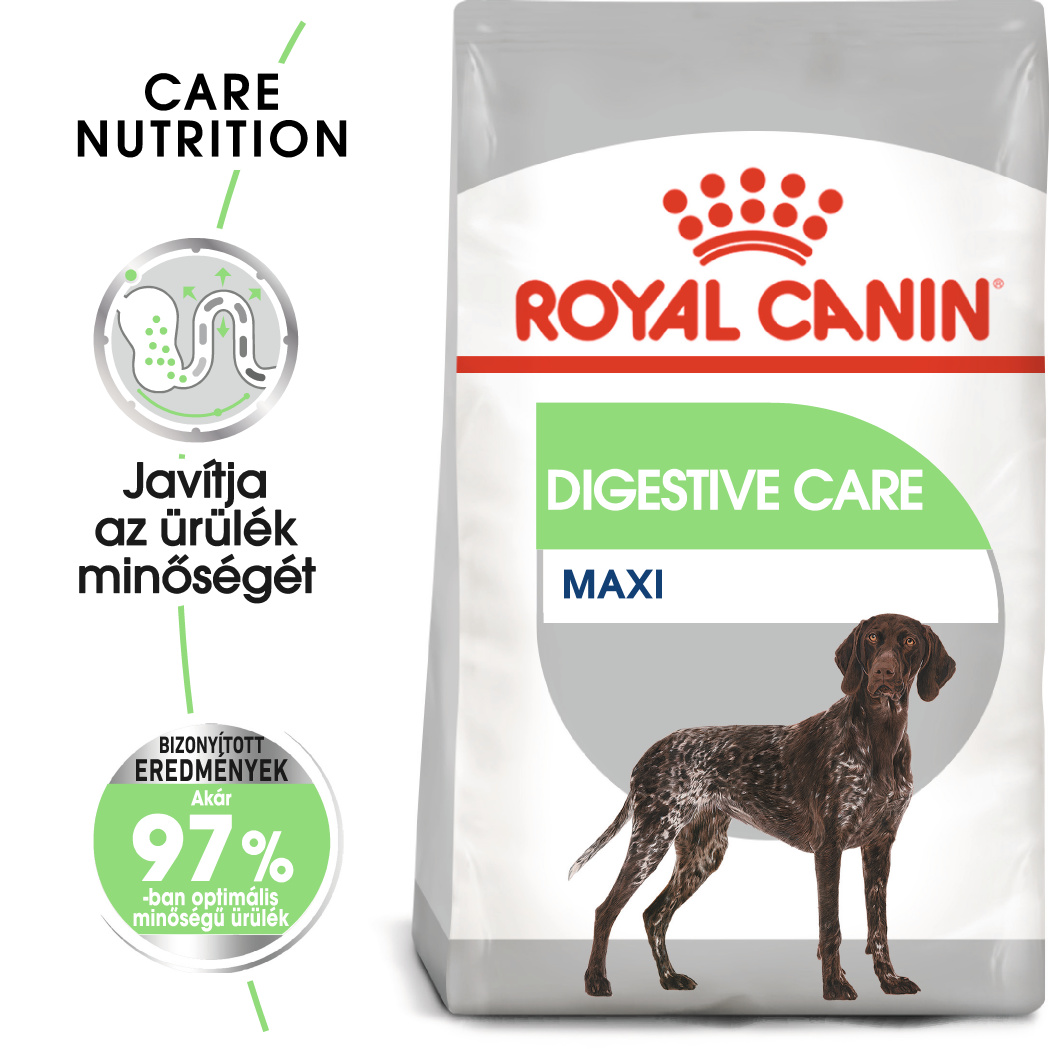 CARE
NUTRITION
Javítja
az ürülék
minőségét
BIZONYÍTOTT
EREDMÉNYEK
Akár
97%
-ban optimális
minőségű ürülék
ROYAL CANIN®
DIGESTIVE CARE
MAXI